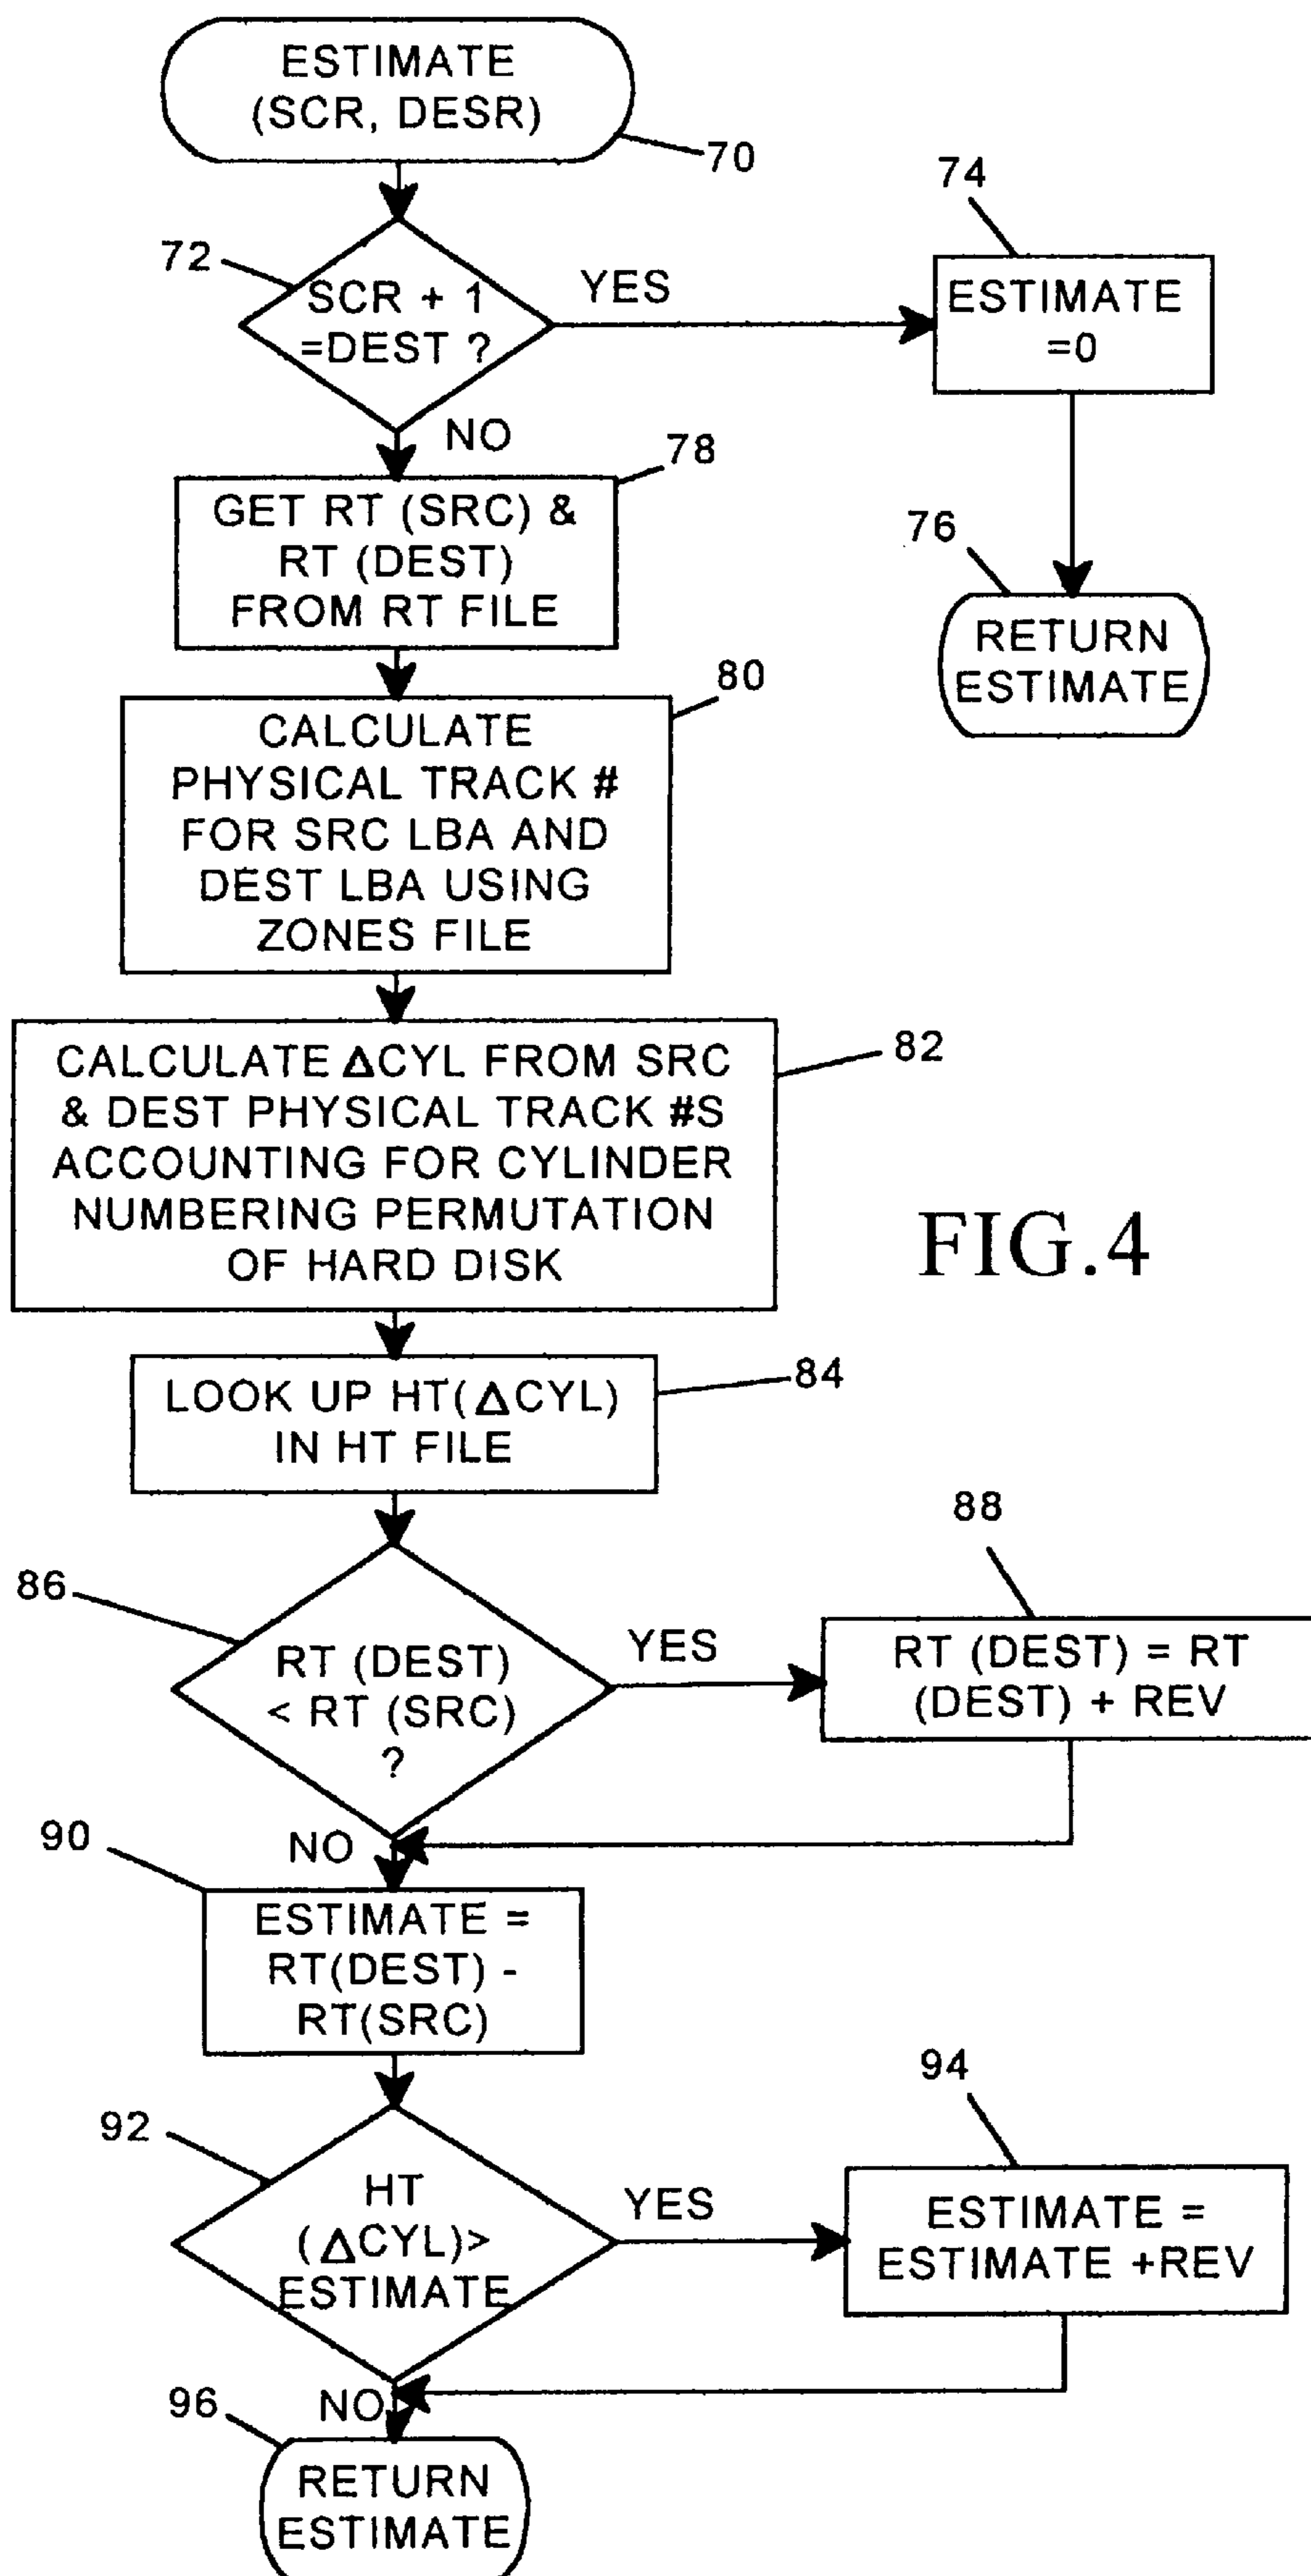 ESTIMATE
(SCR, DESR)
70
72
SCR + 1
=DEST ?
YES
74
ESTIMATE
=0
NO
76
RETURN
ESTIMATE
78
GET RT (SRC) &
RT (DEST)
FROM RT FILE
80
CALCULATE
PHYSICAL TRACK #
FOR SRC LBA AND
DEST LBA USING
ZONES FILE
82
CALCULATE ΔCYL FROM SRC
& DEST PHYSICAL TRACK #S
ACCOUNTING FOR CYLINDER
NUMBERING PERMUTATION
OF HARD DISK
FIG.4
84
LOOK UP HT(ΔCYL)
IN HT FILE
86
RT (DEST)
< RT (SRC)
?
YES
88
RT (DEST) = RT
(DEST) + REV
NO
90
ESTIMATE =
RT(DEST) -
RT(SRC)
92
HT
(ΔCYL)>
ESTIMATE
YES
94
ESTIMATE =
ESTIMATE +REV
NO
96
RETURN
ESTIMATE